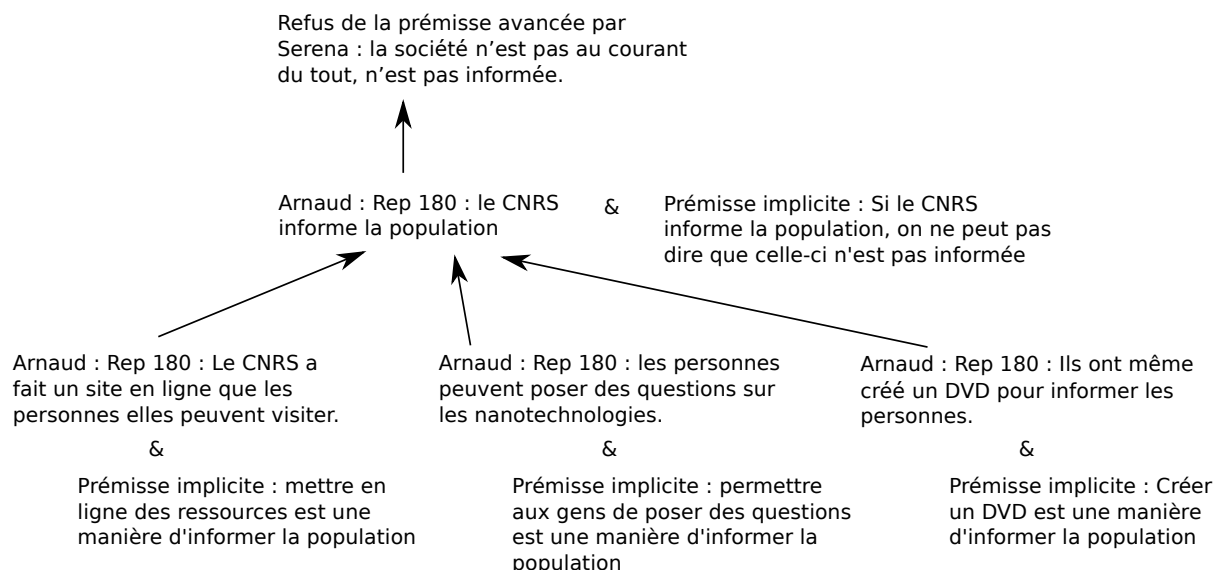 Refus de la prémisse avancée par
Serena : la société n’est pas au courant
du tout, n’est pas informée.
Arnaud : Rep 180 : le CNRS
informe la population
&
Prémisse implicite : Si le CNRS
informe la population, on ne peut pas
dire que celle-ci n'est pas informée
Arnaud : Rep 180 : Le CNRS a
fait un site en ligne que les
personnes elles peuvent visiter.
&
Prémisse implicite : mettre en
ligne des ressources est une
manière d'informer la population
Arnaud : Rep 180 : les personnes
peuvent poser des questions sur
les nanotechnologies.
&
Prémisse implicite : permettre
aux gens de poser des questions
est une manière d'informer la
population
Arnaud : Rep 180 : Ils ont même
créé un DVD pour informer les
personnes.
&
Prémisse implicite : Créer
un DVD est une manière
d'informer la population